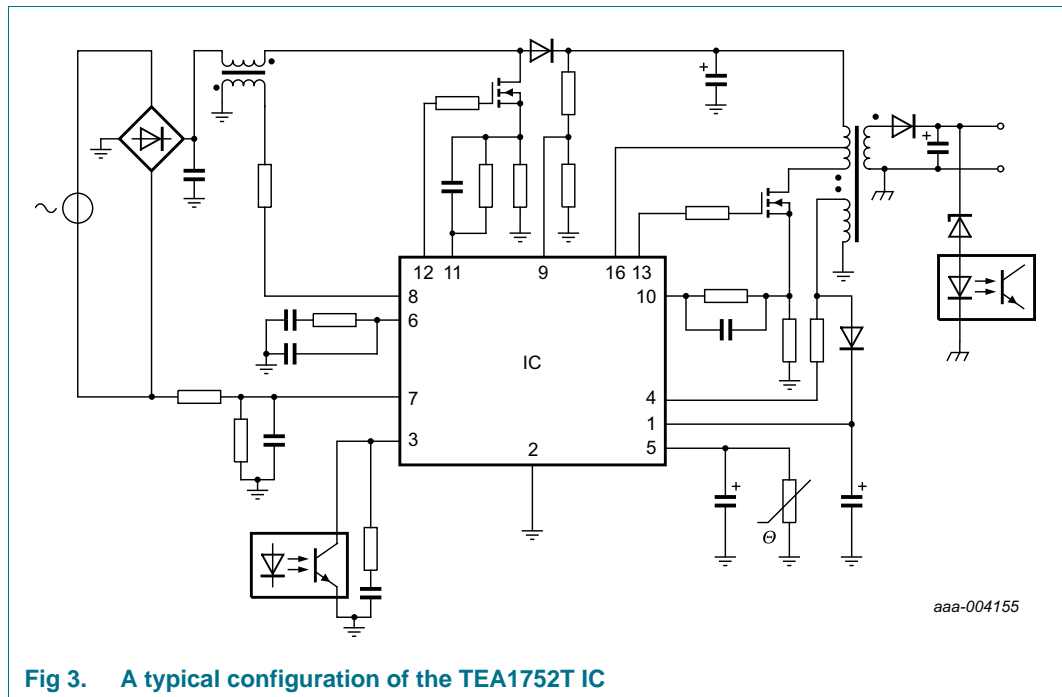 +
+
12 11 9 16 13
8 10
6
IC
7 4
1
3 5
2
+ +
Θ
aaa-004155
Fig 3. A typical configuration of the TEA1752T IC